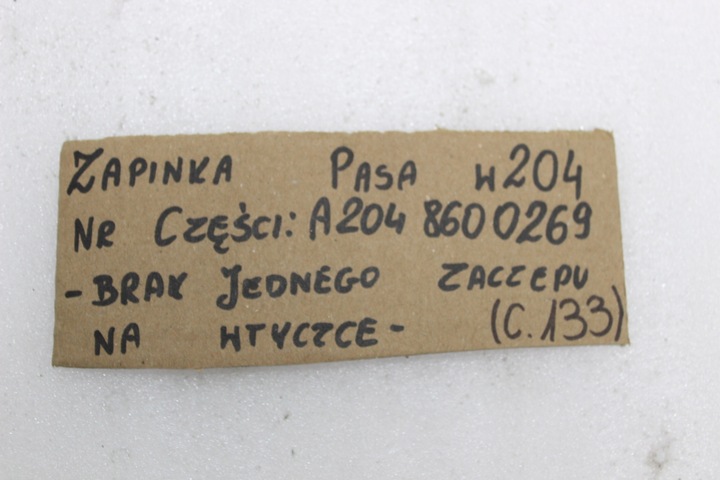 ZAPINKA PASA W204
NR CZĘŚCI: A204 860 0269
- BRAK JEDNEGO ZACZEPU
NA WTYCZCE - (C.133)